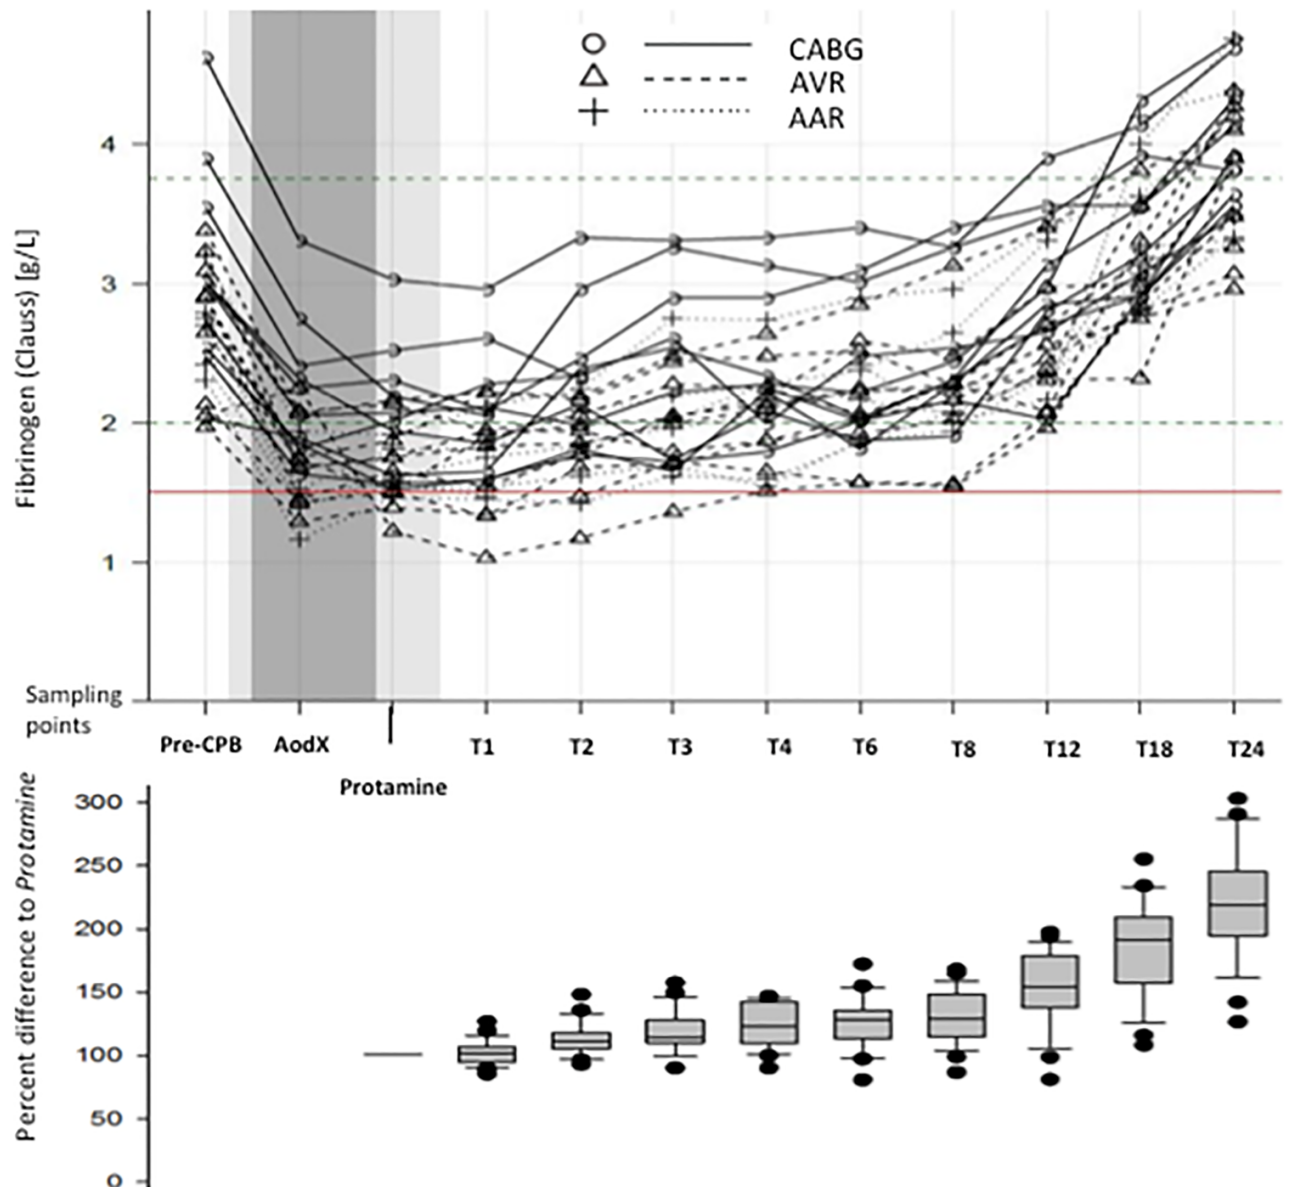 CABG
AVR
AAR
Fibrinogen (Clauss) [g/L]
4
3
2
1
Sampling
points
Pre-CPB AodX T1 T2 T3 T4 T6 T8 T12 T18 T24
Protamine
Percent difference to Protamine
300
250
200
150
100
50
0